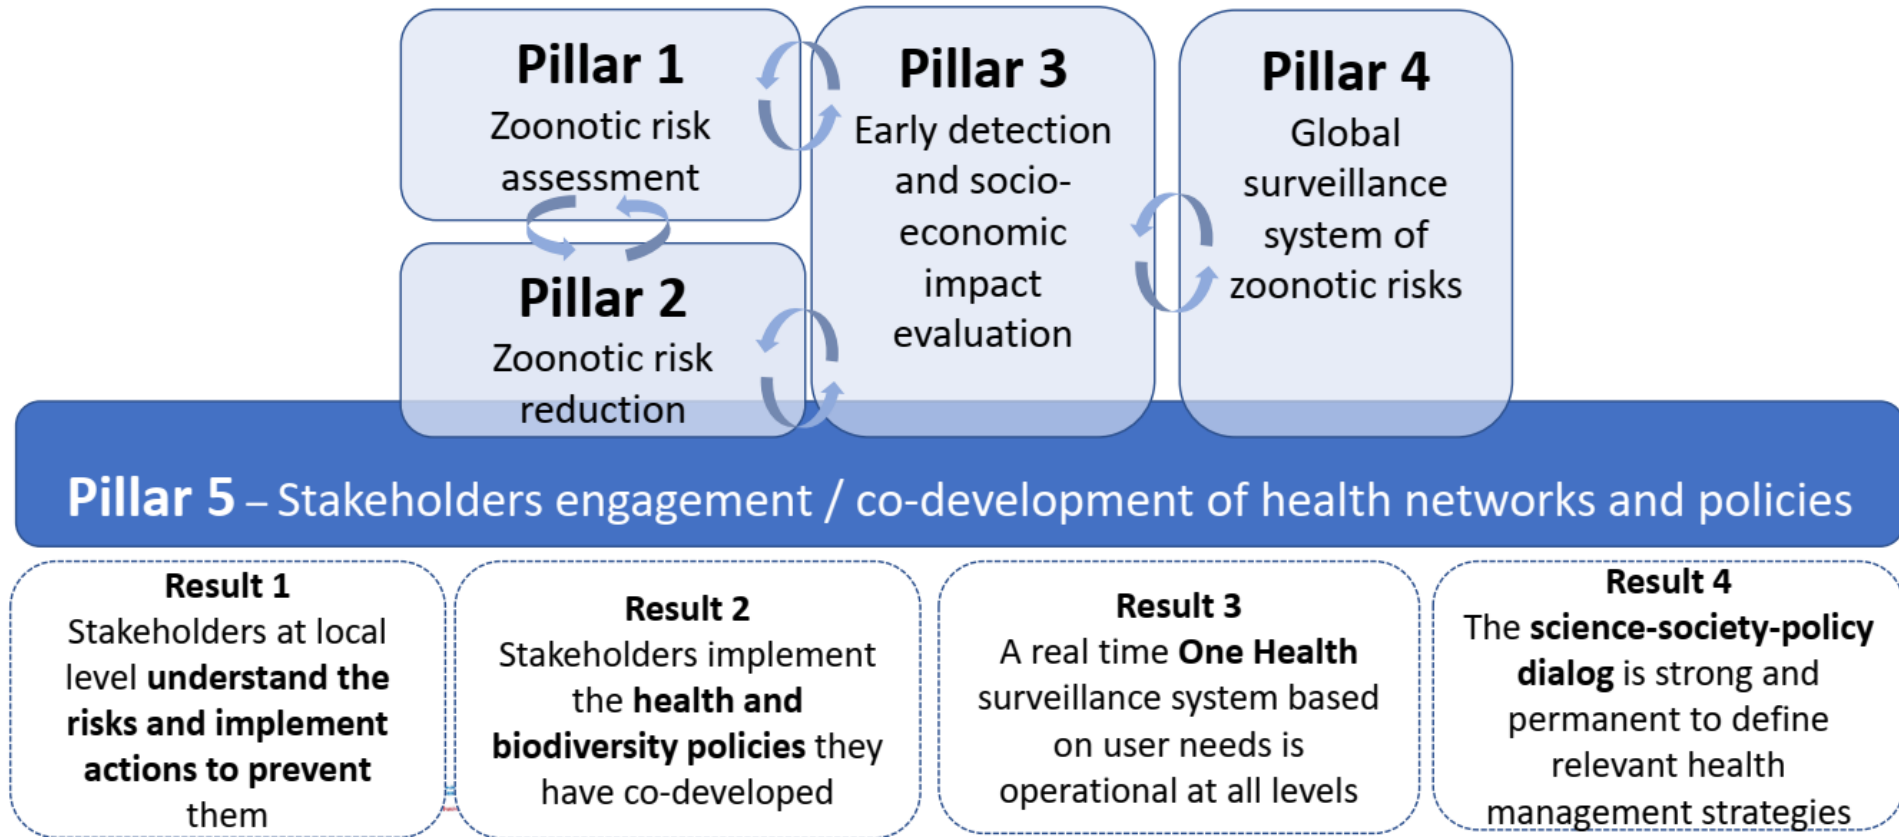 Pillar 1
Zoonotic risk
assessment
Pillar 2
Zoonotic risk
reduction
Pillar 3
Early detection
and socio-
economic
impact
evaluation
Pillar 4
Global
surveillance
system of
zoonotic risks
Pillar 5 – Stakeholders engagement / co-development of health networks and policies
Result 1
Stakeholders at local
level understand the
risks and implement
actions to prevent
them
Result 2
Stakeholders implement
the health and
biodiversity policies they
have co-developed
Result 3
A real time One Health
surveillance system based
on user needs is
operational at all levels
Result 4
The science-society-policy
dialog is strong and
permanent to define
relevant health
management strategies